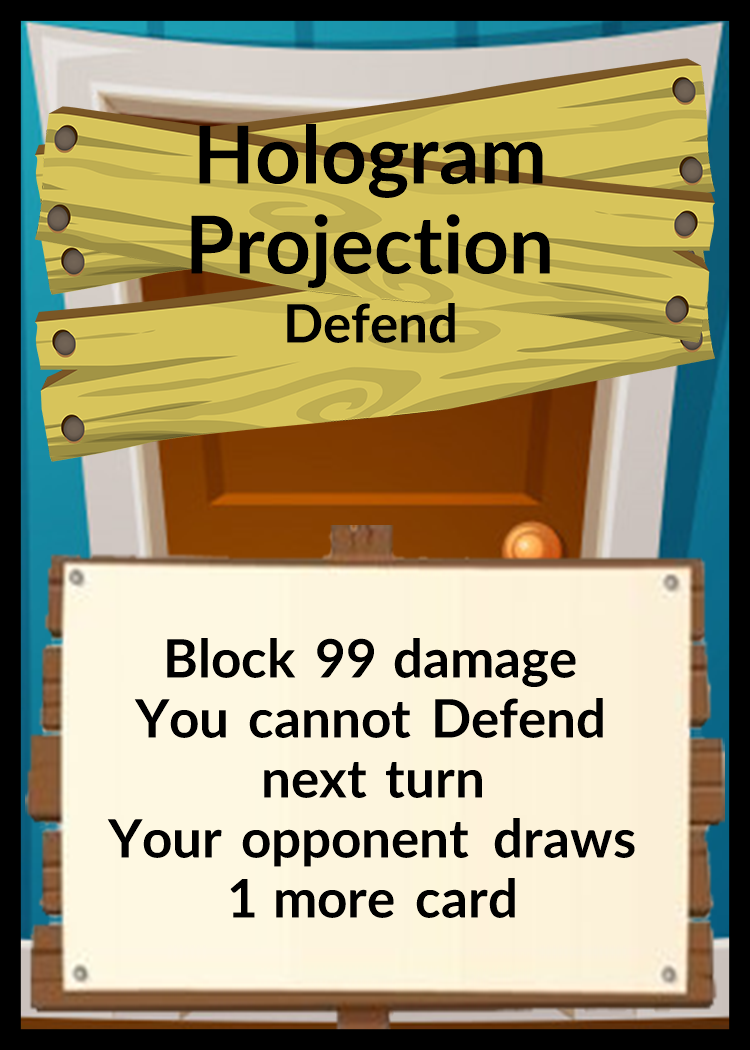 Hologram
Projection
Defend
Block 99 damage
You cannot Defend
next turn
Your opponent draws
1 more card